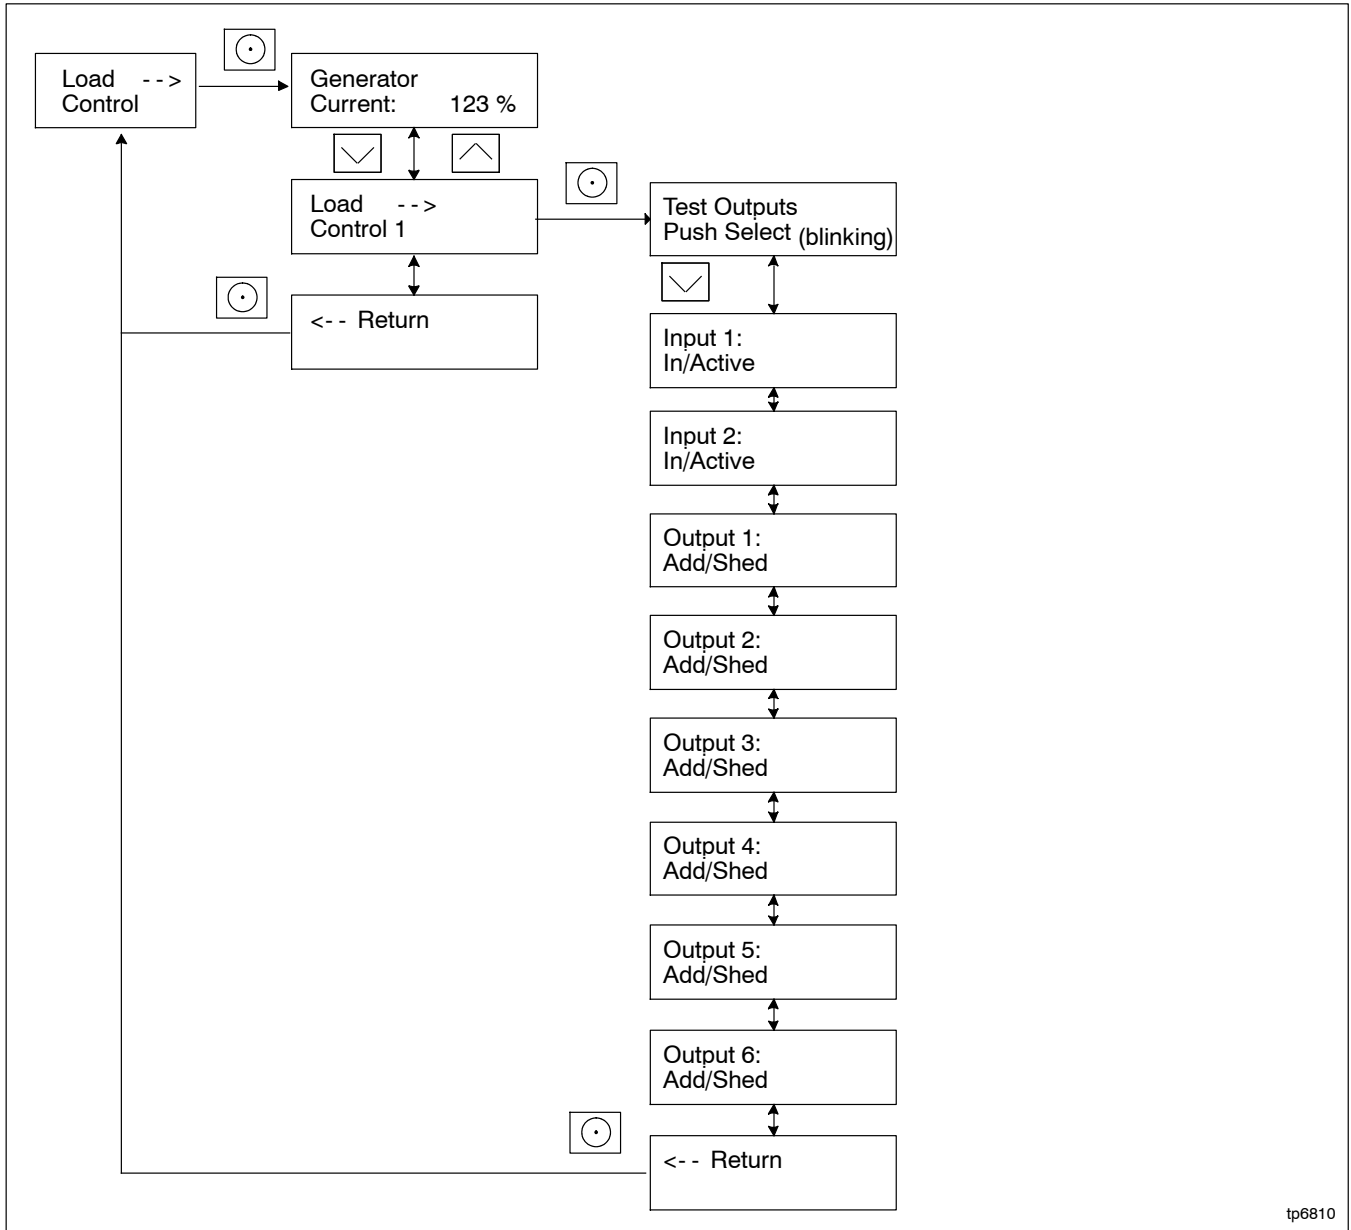 Load - - >
Control
Generator
Current: 123 %
Load - - >
Control 1
<- - Return
Test Outputs
Push Select (blinking)
Input 1:
In/Active
Input 2:
In/Active
Output 1:
Add/Shed
Output 2:
Add/Shed
Output 3:
Add/Shed
Output 4:
Add/Shed
Output 5:
Add/Shed
Output 6:
Add/Shed
<- - Return
tp6810